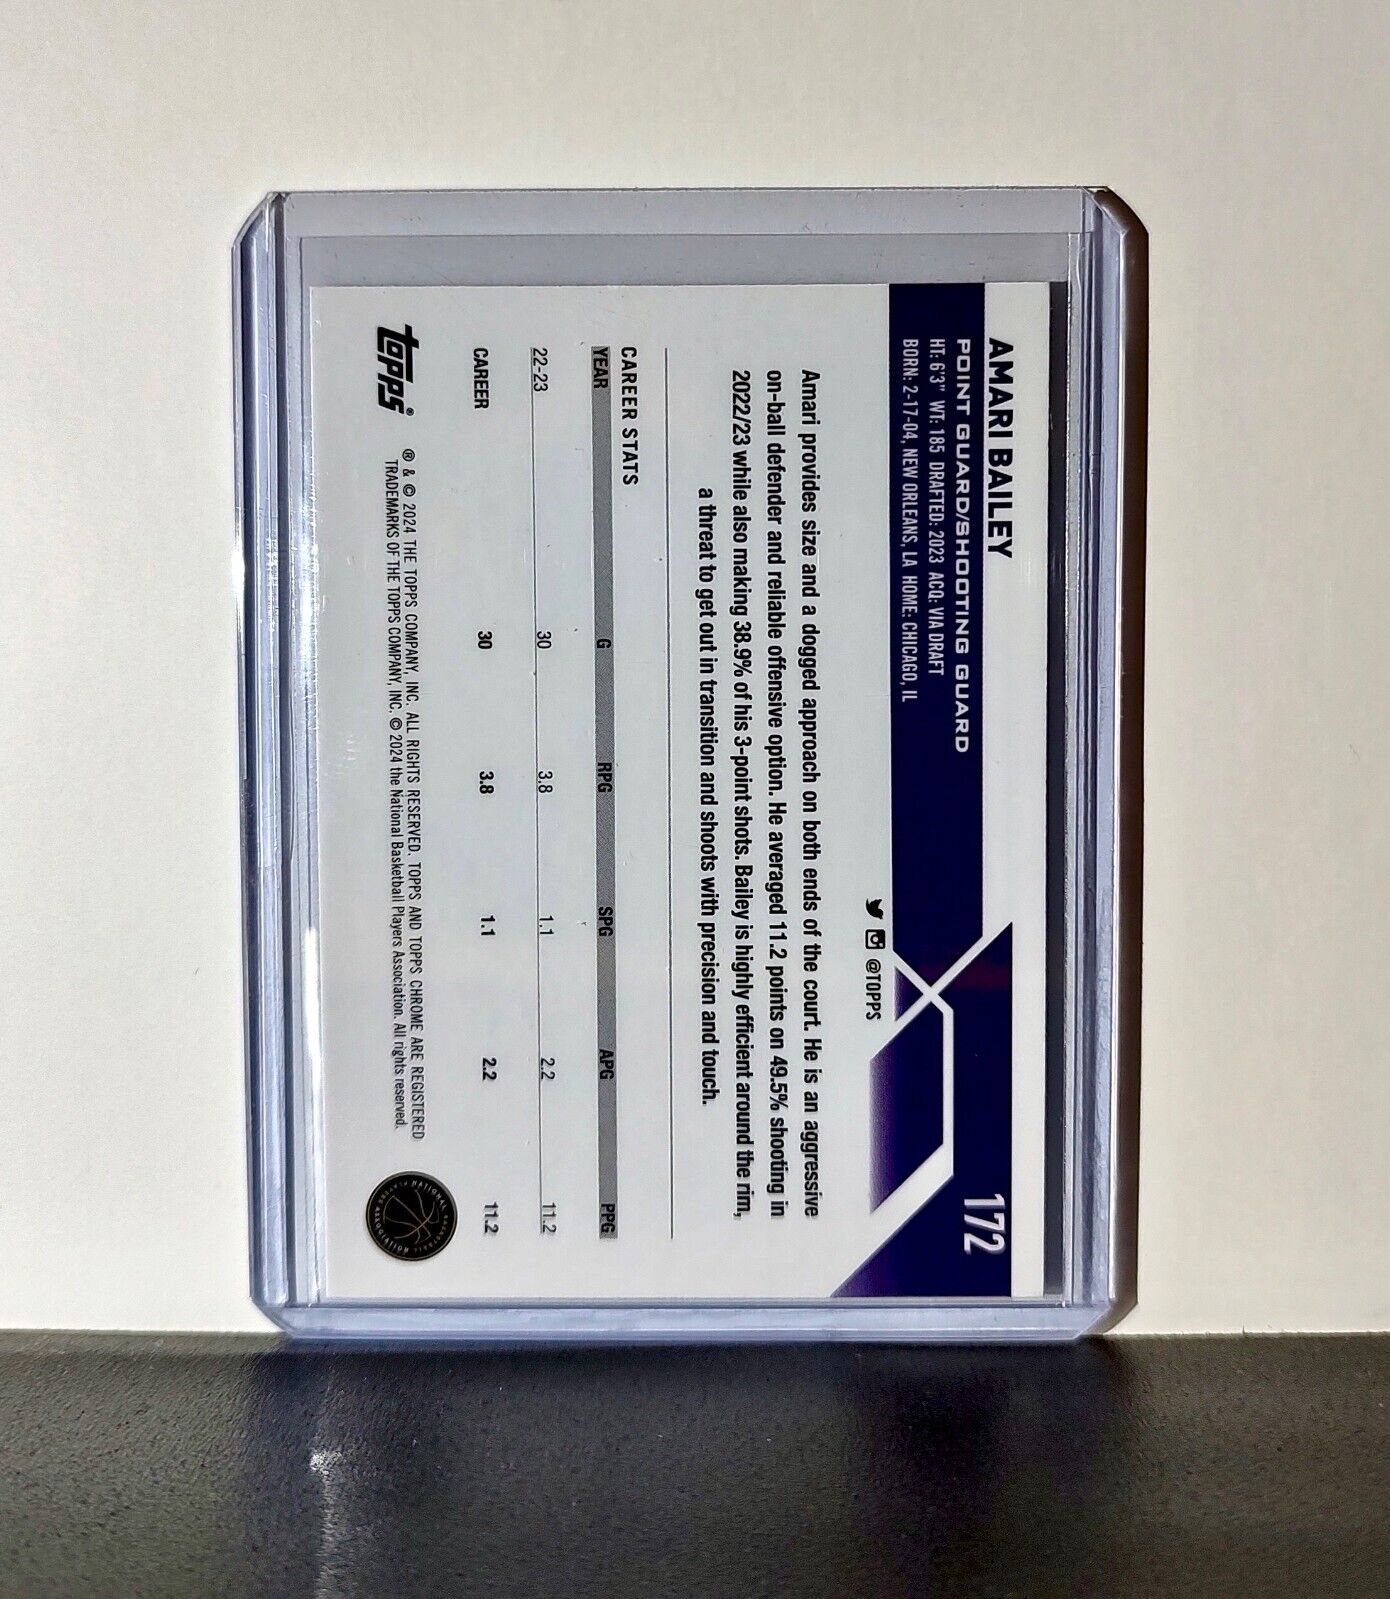 AMARI BAILEY
172
POINT GUARD/SHOOTING GUARD
HT: 6'3" WT: 185 DRAFTED: 2023 ACQ: VIA DRAFT
BORN: 2-17-04, NEW ORLEANS, LA HOME: CHICAGO, IL
@TOPPS
Amari provides size and a dogged approach on both ends of the court. He is an aggressive
on-ball defender and reliable offensive option. He averaged 11.2 points on 49.5% shooting in
2022/23 while also making 38.9% of his 3-point shots. Bailey is highly efficient around the rim,
a threat to get out in transition and shoots with precision and touch.
CAREER STATS
YEAR G RPG SPG APG PPG
22-23 30 3.8 1.1 2.2 11.2
CAREER 30 3.8 1.1 2.2 11.2
topps®
® & © 2024 THE TOPPS COMPANY, INC. ALL RIGHTS RESERVED. TOPPS AND TOPPS CHROME ARE REGISTERED
TRADEMARKS OF THE TOPPS COMPANY, INC. © 2024 the National Basketball Players Association. All rights reserved.
NATIONAL BASKETBALL PLAYERS ASSOCIATION